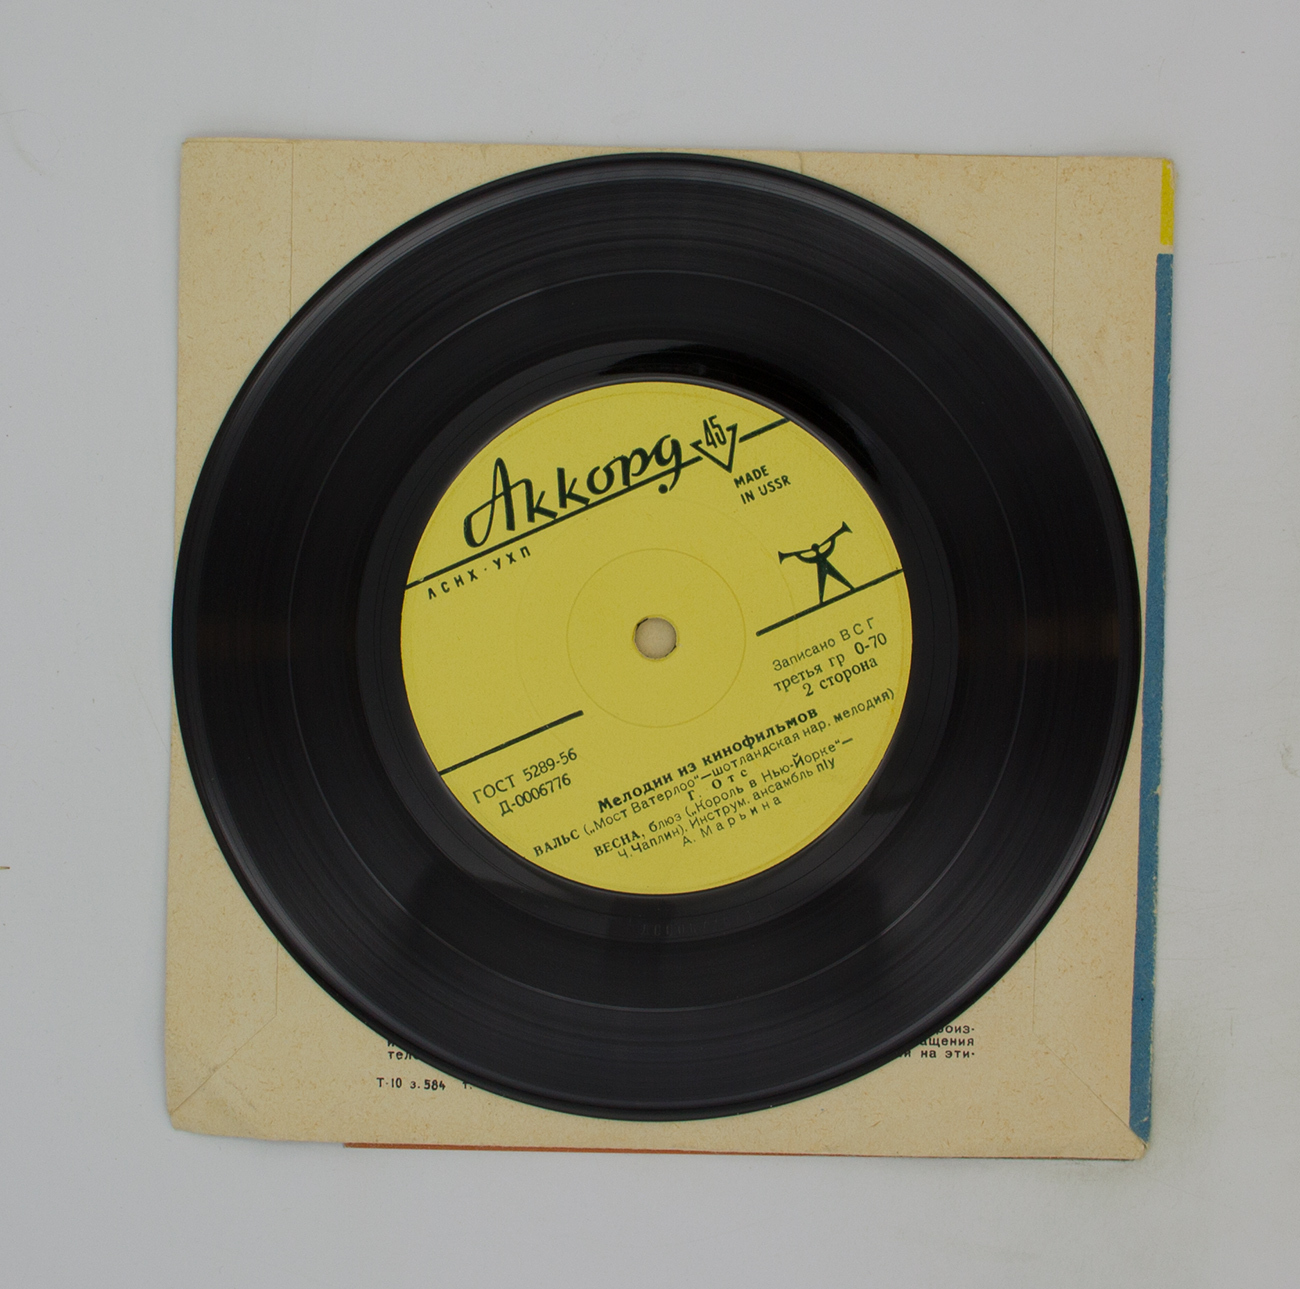 Аккорд 45
MADE
IN USSR
ЛСНХ·УХП
Записано ВСГ
третья гр 0-70
2 сторона
ГОСТ 5289-56
Д-0006776
Мелодии из кинофильмов
ВАЛЬС („Мост Ватерлоо“—шотландская нар. мелодия)
Г. Отс
ВЕСНА, блюз („Король в Нью-Йорке“—
Ч. Чаплин). Инструм. ансамбль п/у
А. Марьина
на эти-
Т-10 з. 584